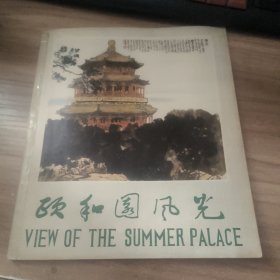 颐和园风光
VIEW OF THE SUMMER PALACE